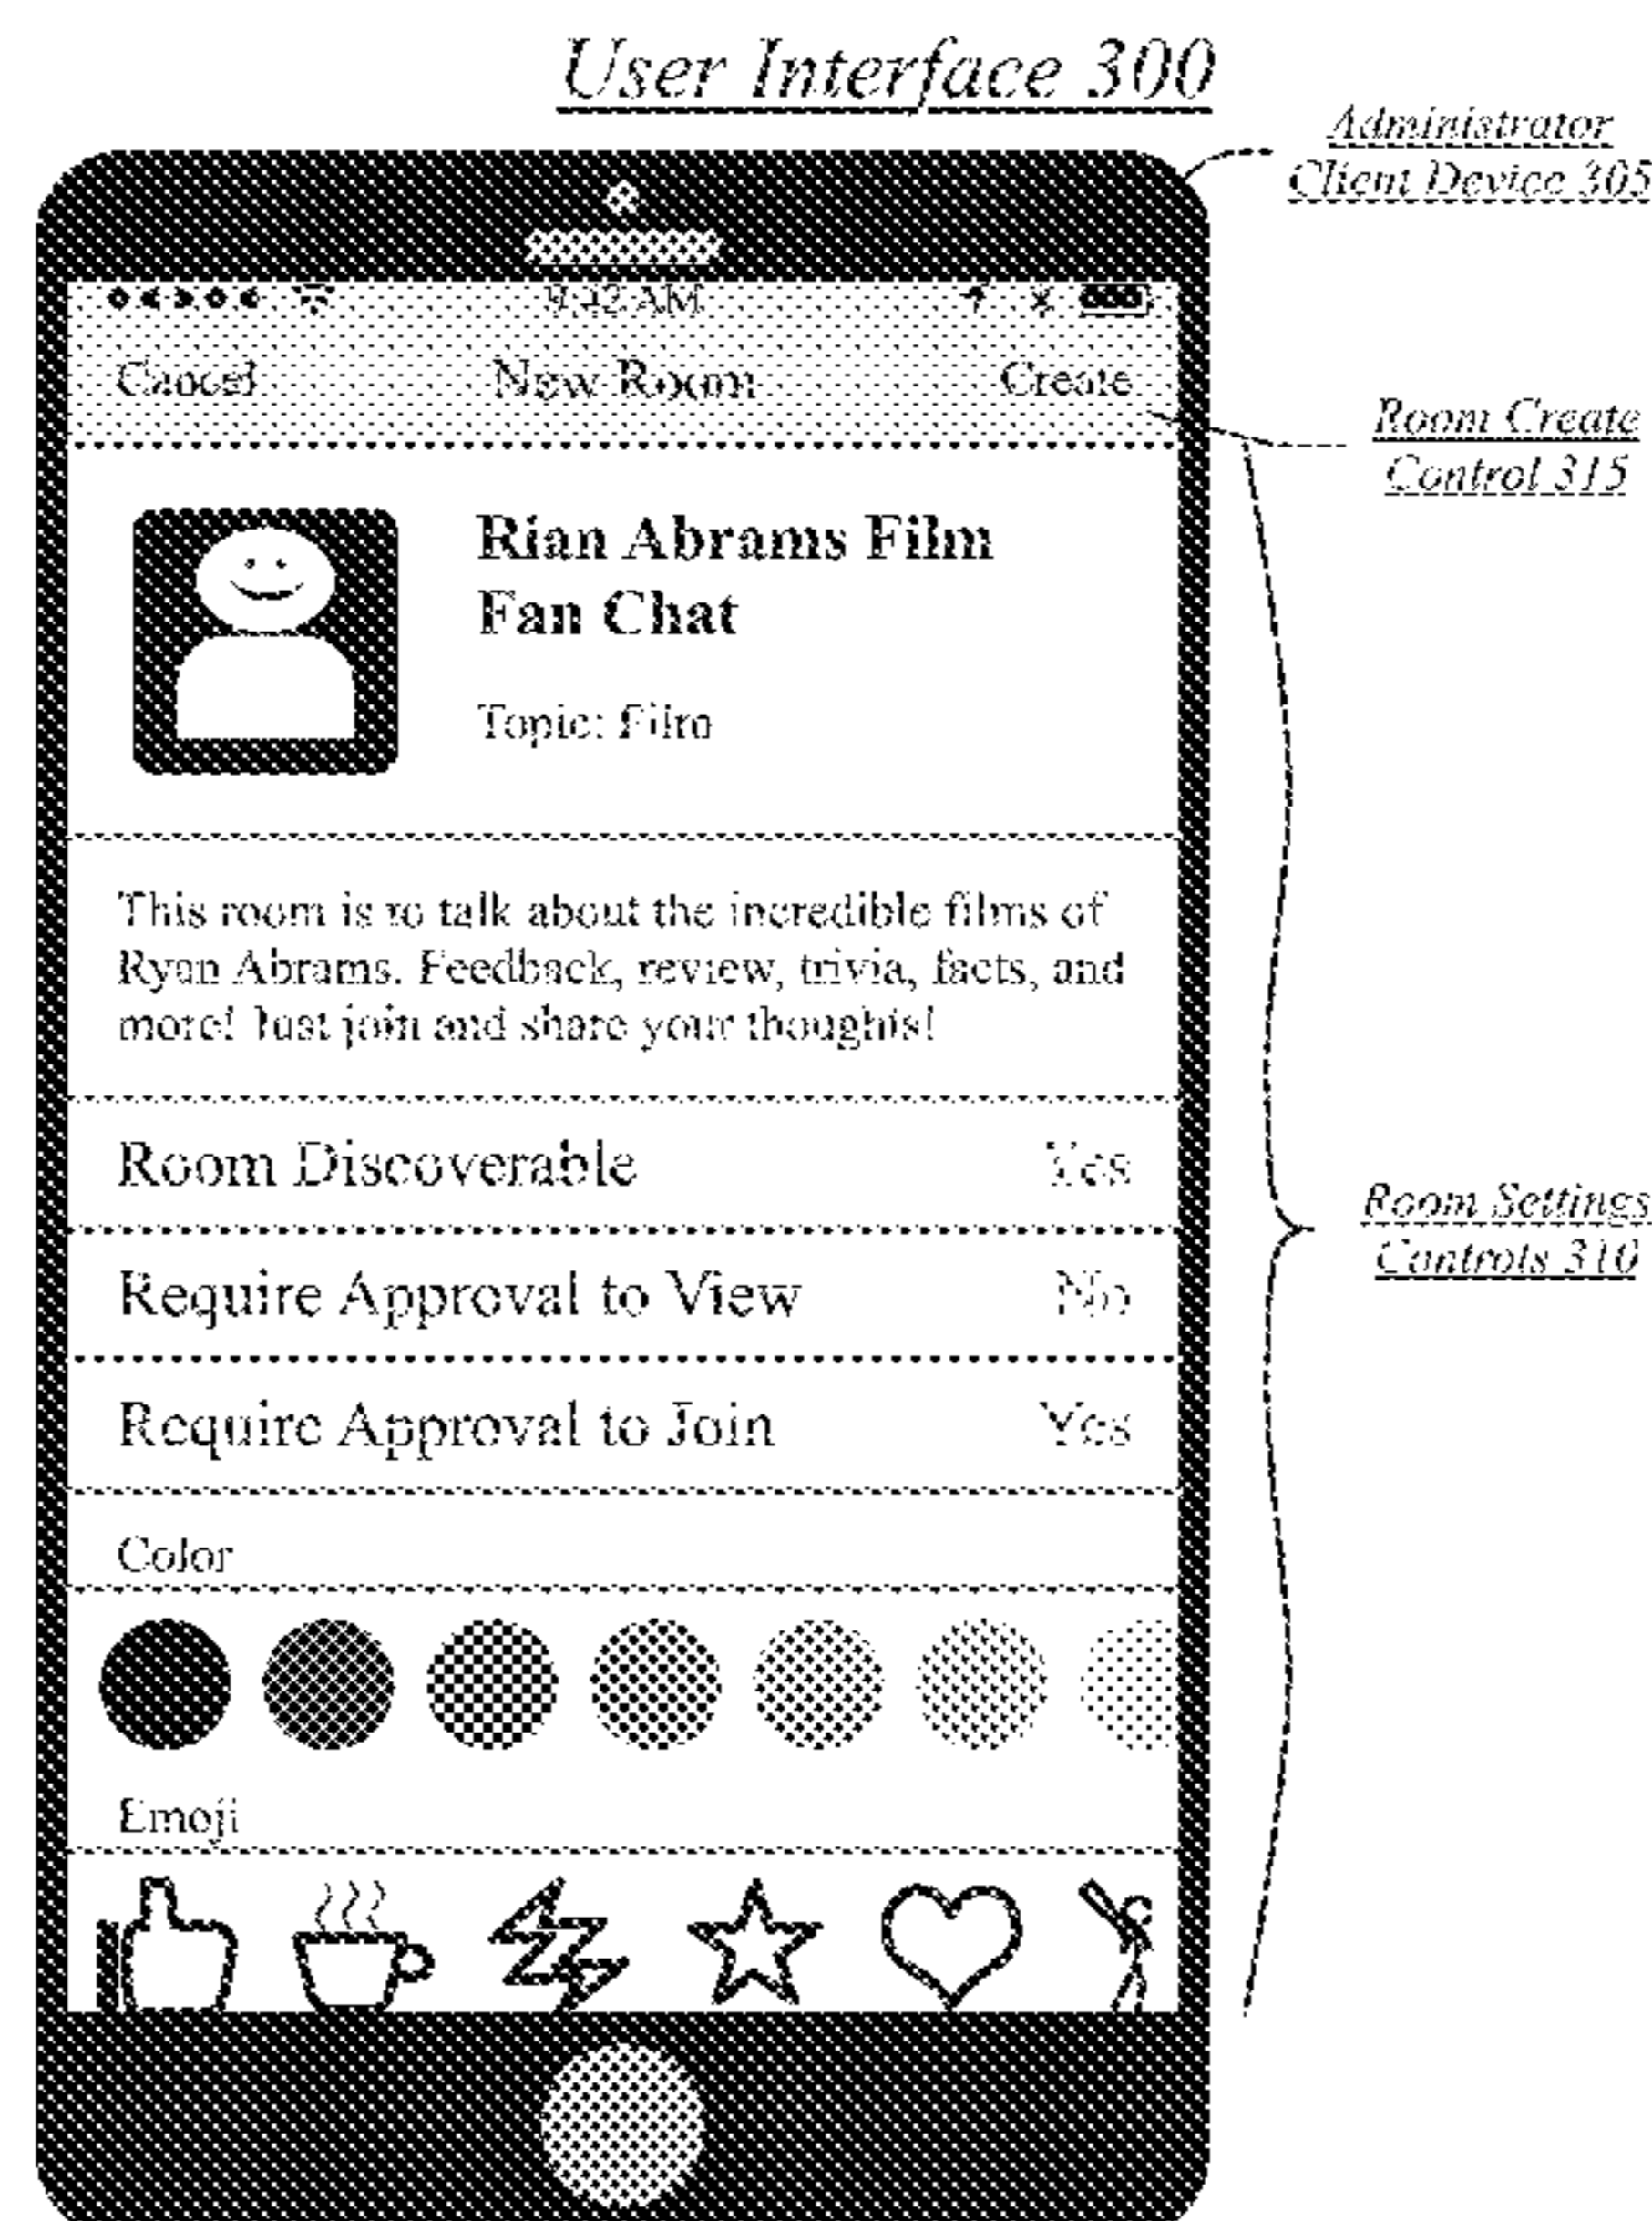 User Interface 300
Administrator
Client Device 305
9:42 AM
Cancel New Room Create
Room Create
Control 315
Rian Abrams Film
Fan Chat
Topic: Film
This room is to talk about the incredible films of
Ryan Abrams. Feedback, review, trivia, facts, and
more! Just join and share your thoughts!
Room Discoverable Yes
Room Settings
Controls 310
Require Approval to View No
Require Approval to Join Yes
Color
Emoji